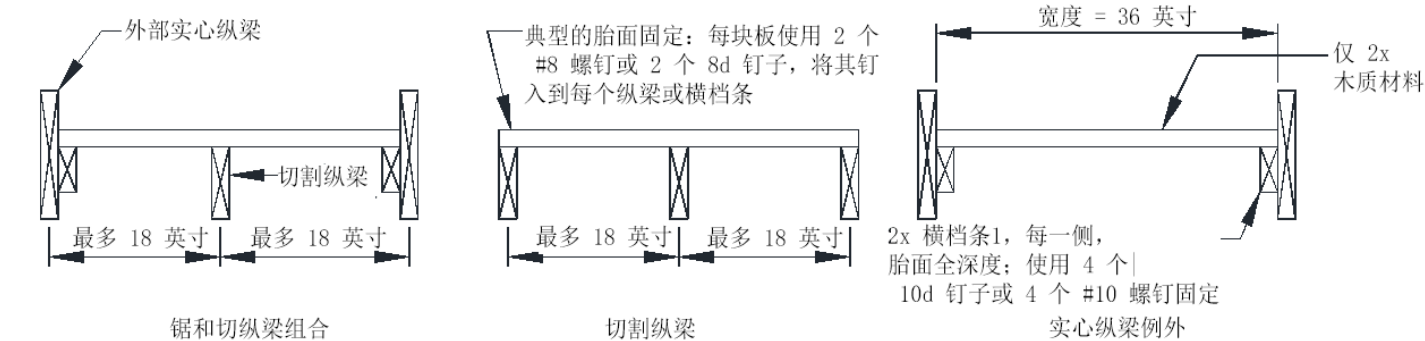 外部实心纵梁
切割纵梁
最多 18 英寸
最多 18 英寸
锯和切纵梁组合
典型的胎面固定: 每块板使用 2 个
#8 螺钉或 2 个 8d 钉子，将其钉
入到每个纵梁或横档条
最多 18 英寸
最多 18 英寸
切割纵梁
宽度 = 36 英寸
仅 2x
木质材料
2x 横档条1，每一侧，
胎面全深度；使用 4 个
10d 钉子或 4 个 #10 螺钉固定
实心纵梁例外